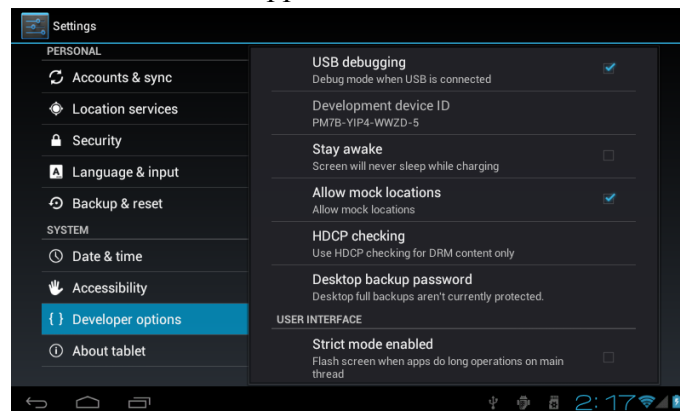 Settings
PERSONAL
Accounts & sync
Location services
Security
A
Language & input
Backup & reset
SYSTEM
Date & time
Accessibility
{ } Developer options
About tablet
USB debugging
Debug mode when USB is connected
Development device ID
PM7B-YIP4-WWZD-5
Stay awake
Screen will never sleep while charging
Allow mock locations
Allow mock locations
HDCP checking
Use HDCP checking for DRM content only
Desktop backup password
Desktop full backups aren't currently protected.
USER INTERFACE
Strict mode enabled
Flash screen when apps do long operations on main
thread
2:17